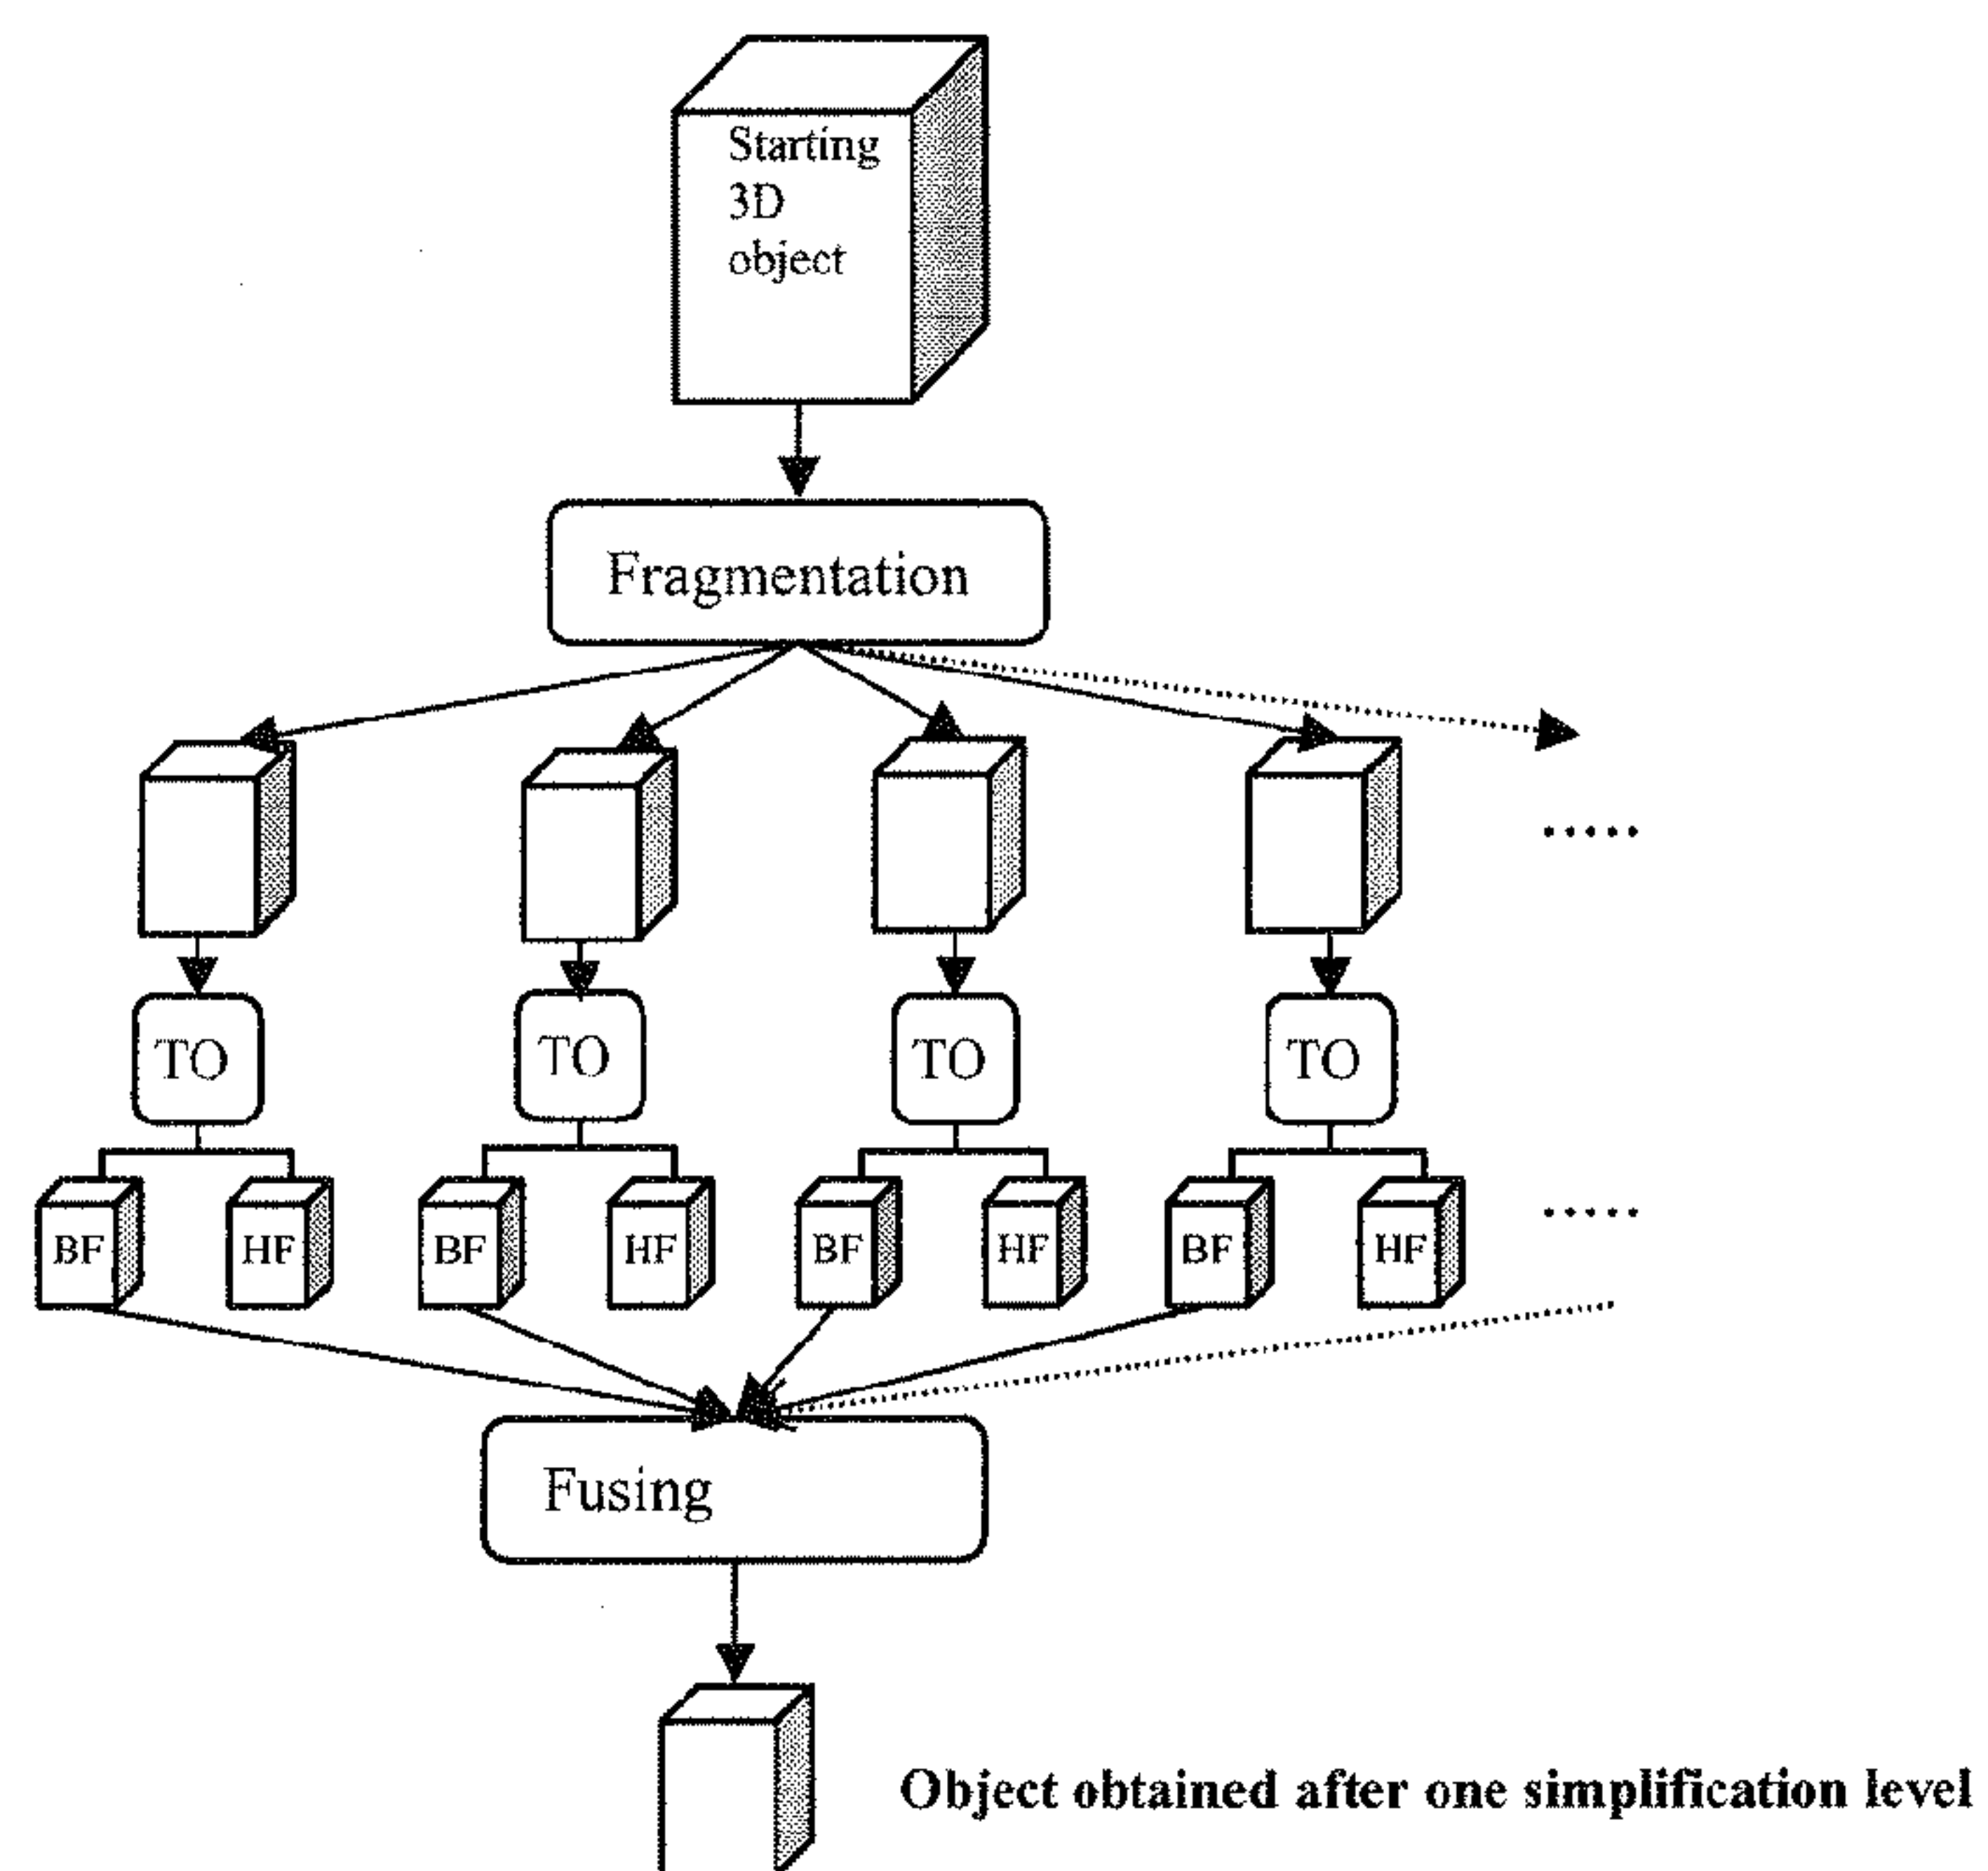 Starting
3D
object
Fragmentation
TO TO TO TO
BF HF BF HF BF HF BF HF
Fusing
Object obtained after one simplification level